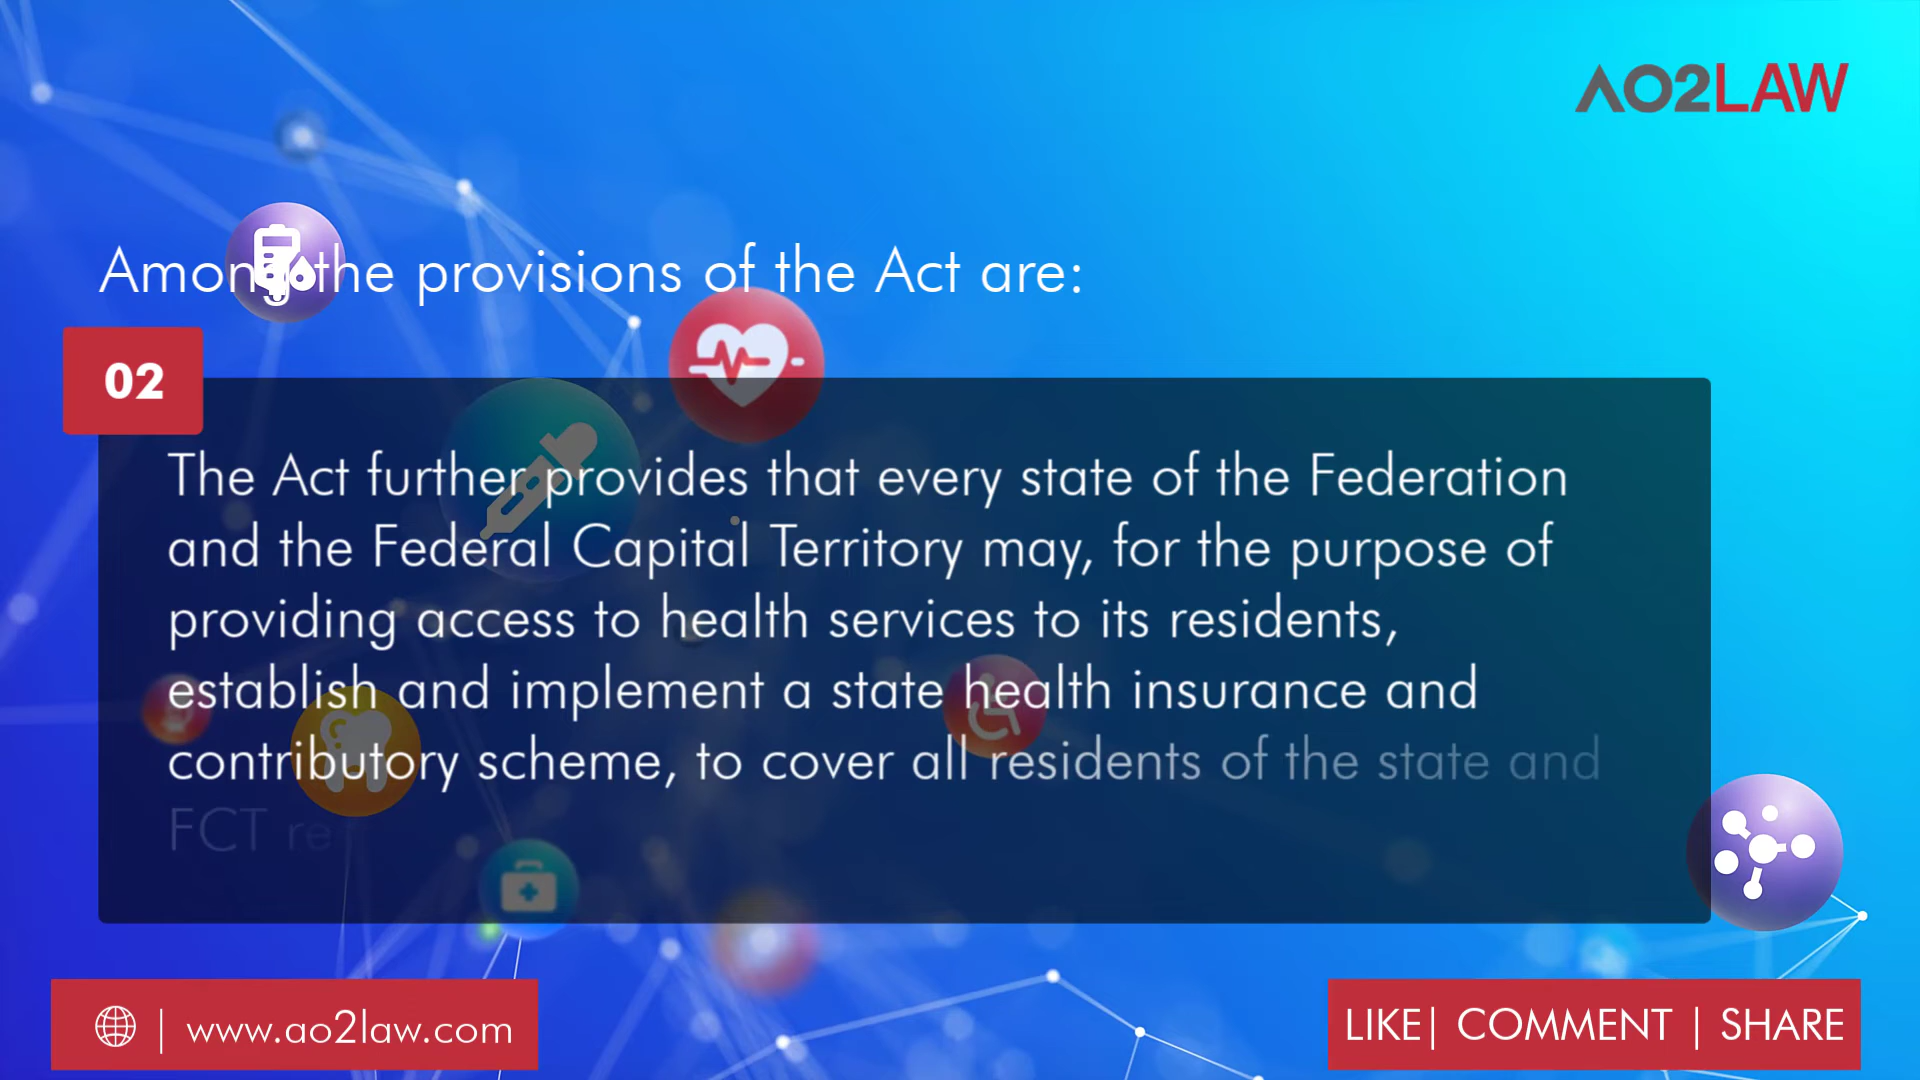 AO2LAW
Among the provisions of the Act are:
02
The Act further provides that every state of the Federation
and the Federal Capital Territory may, for the purpose of
providing access to health services to its residents,
establish and implement a state health insurance and
contributory scheme, to cover all residents of the state and
FCT re
| www.ao2law.com
LIKE| COMMENT | SHARE